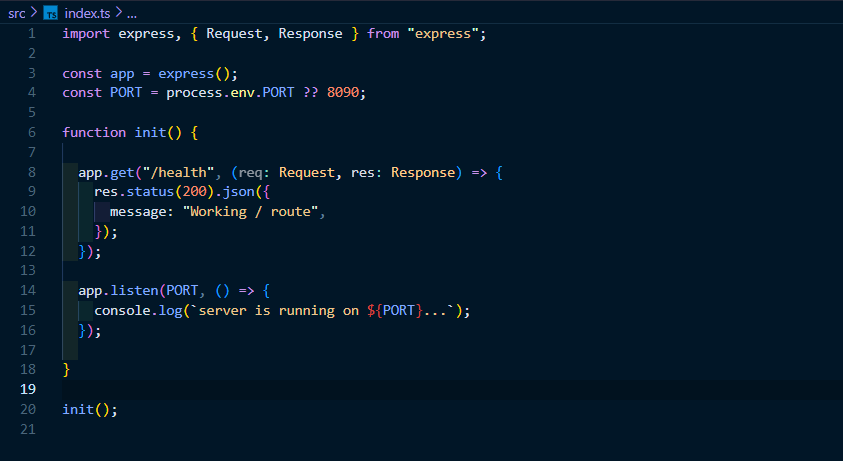 src > TS index.ts > ...
1 import express, { Request, Response } from "express";
2
3 const app = express();
4 const PORT = process.env.PORT ?? 8090;
5
6 function init() {
7
8   app.get("/health", (req: Request, res: Response) => {
9     res.status(200).json({
10       message: "Working / route",
11     });
12   });
13
14   app.listen(PORT, () => {
15     console.log(`server is running on ${PORT}...`);
16   });
17
18 }
19
20 init();
21